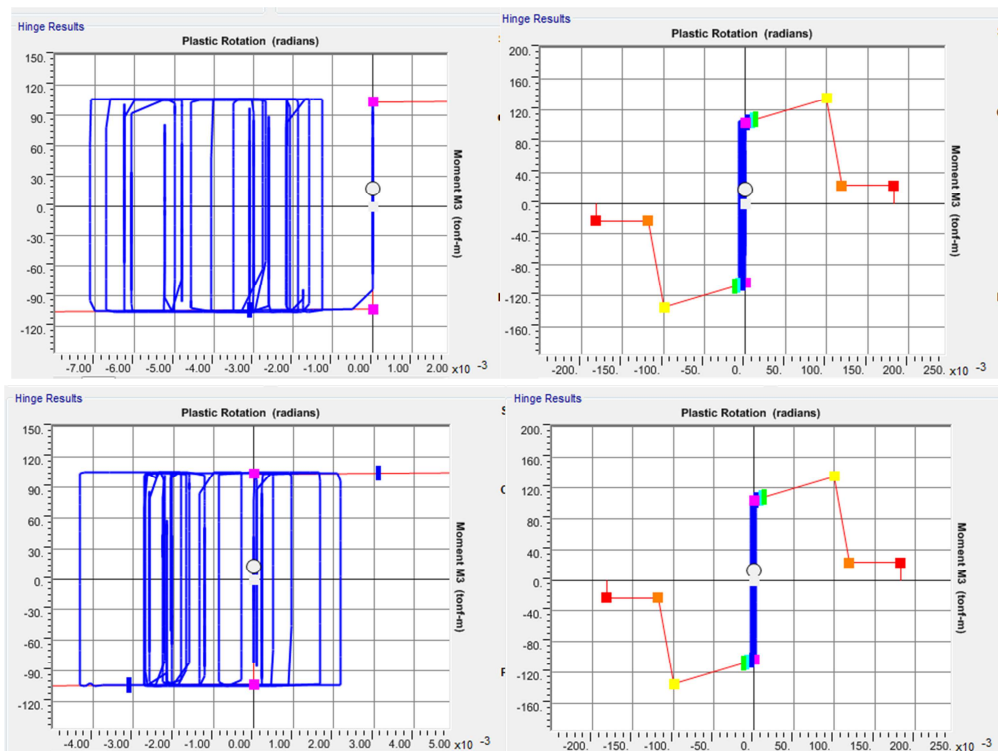 Hinge Results
Plastic Rotation (radians)
150.
120.
90.
60.
30.
0.
-30.
-60.
-90.
-120.
Moment M3 (tonf-m)
-7.00 -6.00 -5.00 -4.00 -3.00 -2.00 -1.00 0.00 1.00 2.00 x10 -3
Hinge Results
Plastic Rotation (radians)
200.
160.
120.
80.
40.
0.
-40.
-80.
-120.
-160.
Moment M3 (tonf-m)
-200. -150. -100. -50. 0. 50. 100. 150. 200. 250. x10 -3
Hinge Results
Plastic Rotation (radians)
150.
120.
90.
60.
30.
0.
-30.
-60.
-90.
-120.
Moment M3 (tonf-m)
-4.00 -3.00 -2.00 -1.00 0.00 1.00 2.00 3.00 4.00 5.00 x10 -3
Hinge Results
Plastic Rotation (radians)
200.
160.
120.
80.
40.
0.
-40.
-80.
-120.
-160.
Moment M3 (tonf-m)
-200. -150. -100. -50. 0. 50. 100. 150. 200. 250. x10 -3